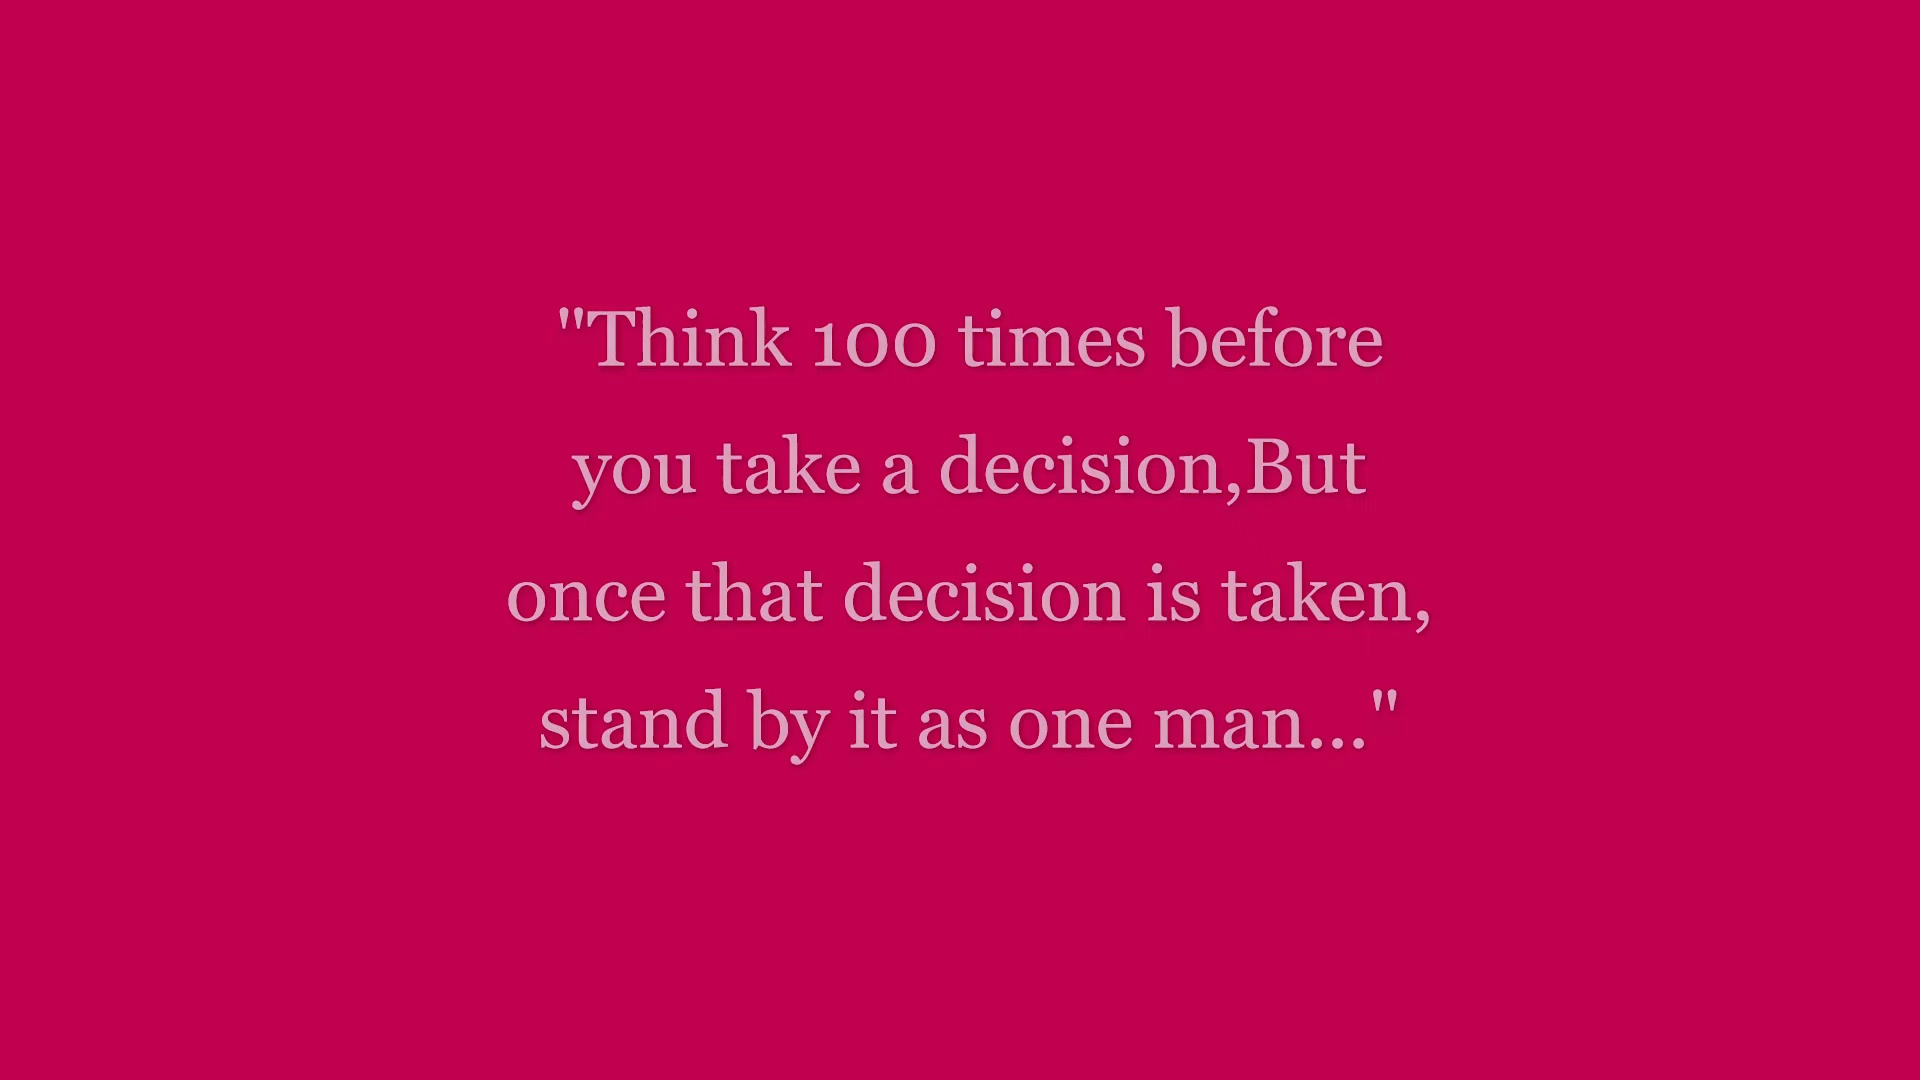 "Think 100 times before
you take a decision,But
once that decision is taken,
stand by it as one man..."